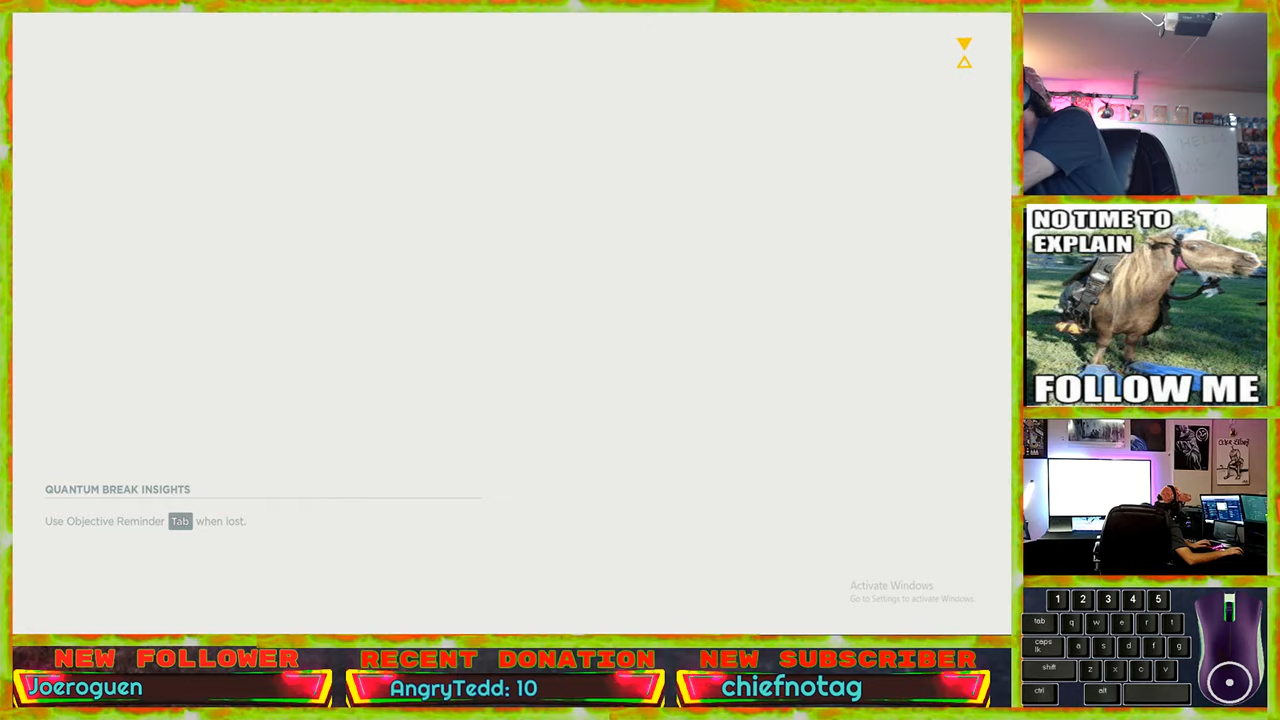 QUANTUM BREAK INSIGHTS
Use Objective Reminder Tab when lost.
Activate Windows
Go to Settings to activate Windows.
NO TIME TO
EXPLAIN
FOLLOW ME
1 2 3 4 5
tab q w e r t
caps lk a s d f g
shift z x c v
ctrl alt
NEW FOLLOWER
Joeroguen
RECENT DONATION
AngryTedd: 10
NEW SUBSCRIBER
chiefnotag